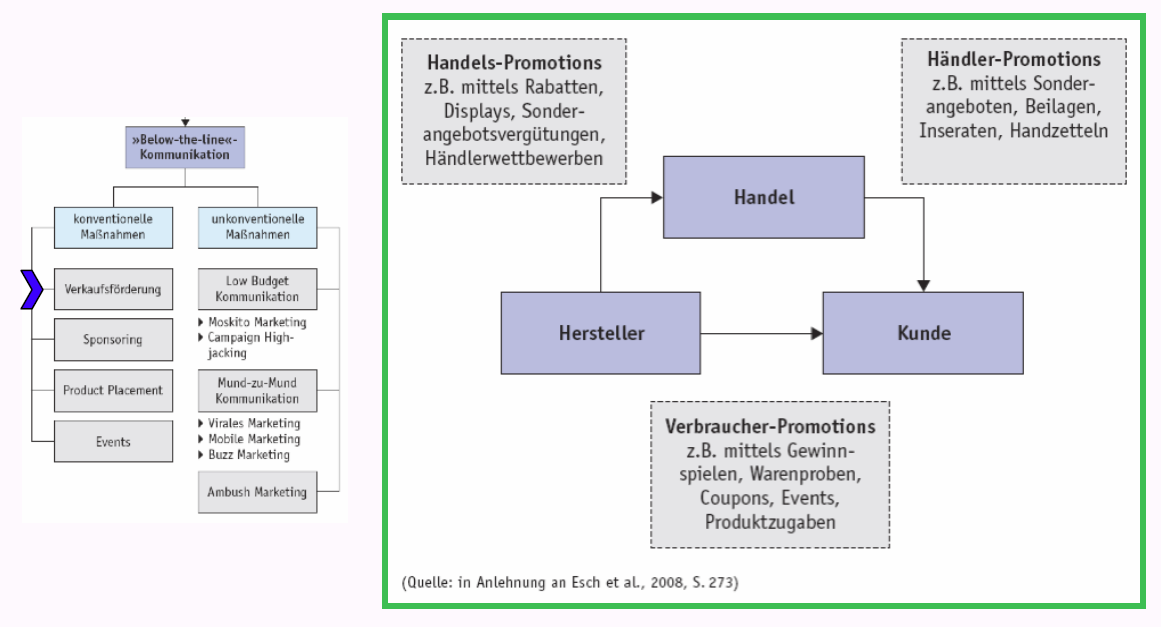 »Below-the-line«-
Kommunikation
konventionelle
Maßnahmen
Verkaufsförderung
Sponsoring
Product Placement
Events
unkonventionelle
Maßnahmen
Low Budget
Kommunikation
Moskito Marketing
Campaign High-
jacking
Mund-zu-Mund
Kommunikation
Virales Marketing
Mobile Marketing
Buzz Marketing
Ambush Marketing
Handels-Promotions
z.B. mittels Rabatten,
Displays, Sonder-
angebotsvergütungen,
Händlerwettbewerben
Händler-Promotions
z.B. mittels Sonder-
angeboten, Beilagen,
Inseraten, Handzetteln
Handel
Hersteller
Kunde
Verbraucher-Promotions
z.B. mittels Gewinn-
spielen, Warenproben,
Coupons, Events,
Produktzugaben
(Quelle: in Anlehnung an Esch et al., 2008, S. 273)